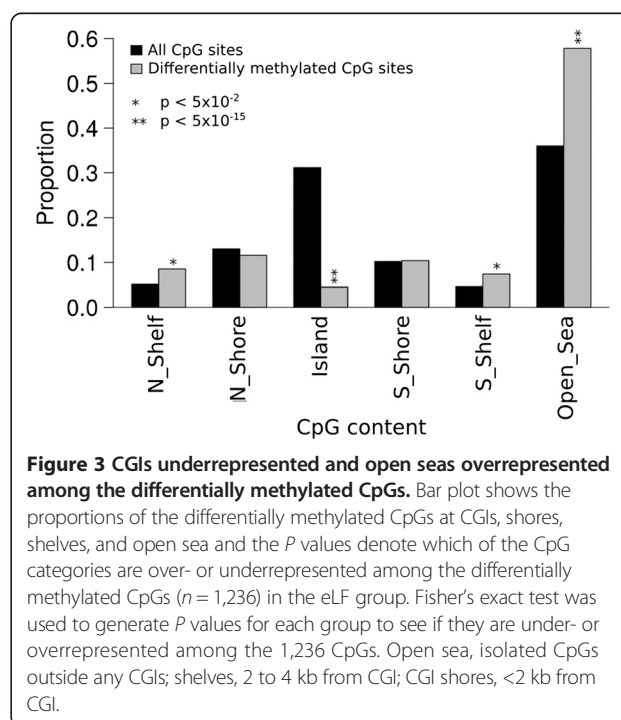 0.6
0.5
0.4
0.3
0.2
0.1
0.0
Proportion
All CpG sites
Differentially methylated CpG sites
* p < 5x10⁻²
** p < 5x10⁻¹⁵
*
**
*
**
N_Shelf
N_Shore
Island
S_Shore
S_Shelf
Open_Sea
CpG content
Figure 3 CGIs underrepresented and open seas overrepresented
among the differentially methylated CpGs. Bar plot shows the
proportions of the differentially methylated CpGs at CGIs, shores,
shelves, and open sea and the P values denote which of the CpG
categories are over- or underrepresented among the differentially
methylated CpGs (n = 1,236) in the eLF group. Fisher's exact test was
used to generate P values for each group to see if they are under- or
overrepresented among the 1,236 CpGs. Open sea, isolated CpGs
outside any CGIs; shelves, 2 to 4 kb from CGI; CGI shores, <2 kb from
CGI.